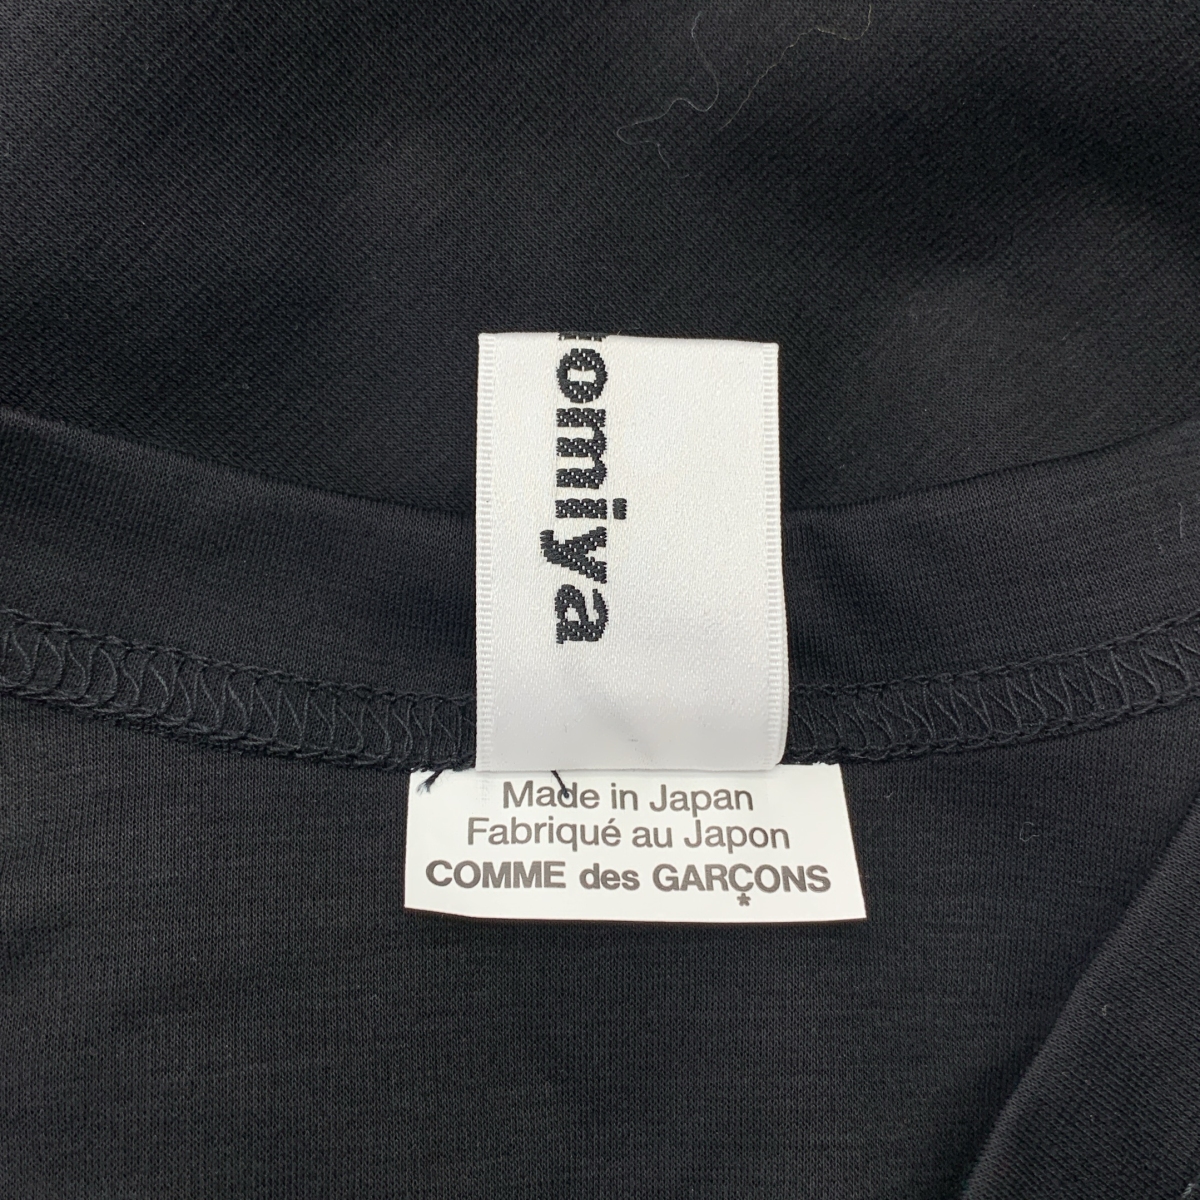 omiya
Made in Japan
Fabriqué au Japon
COMME des GARÇONS
*